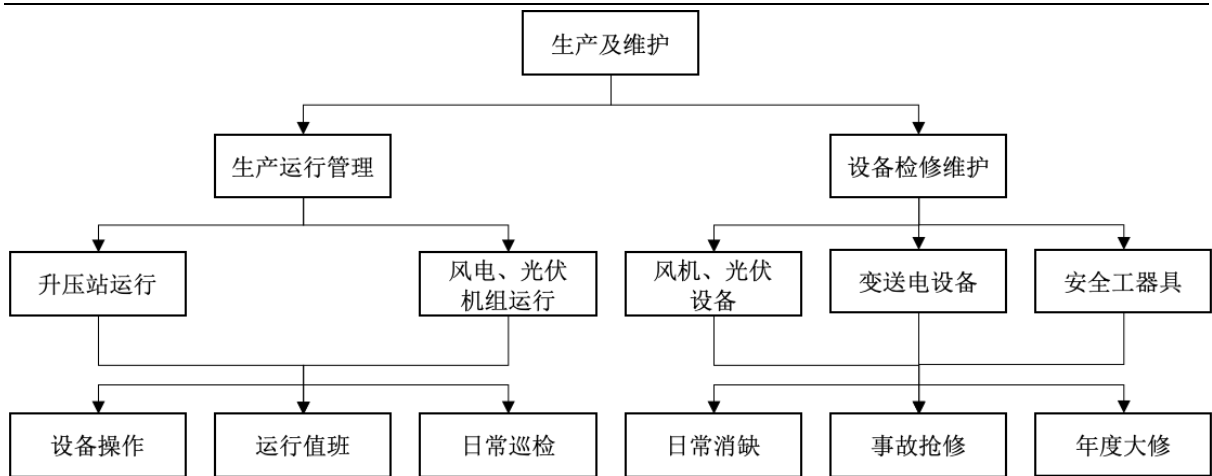 生产及维护
生产运行管理
设备检修维护
升压站运行
风电、光伏
机组运行
风机、光伏
设备
变送电设备
安全工器具
设备操作
运行值班
日常巡检
日常消缺
事故抢修
年度大修